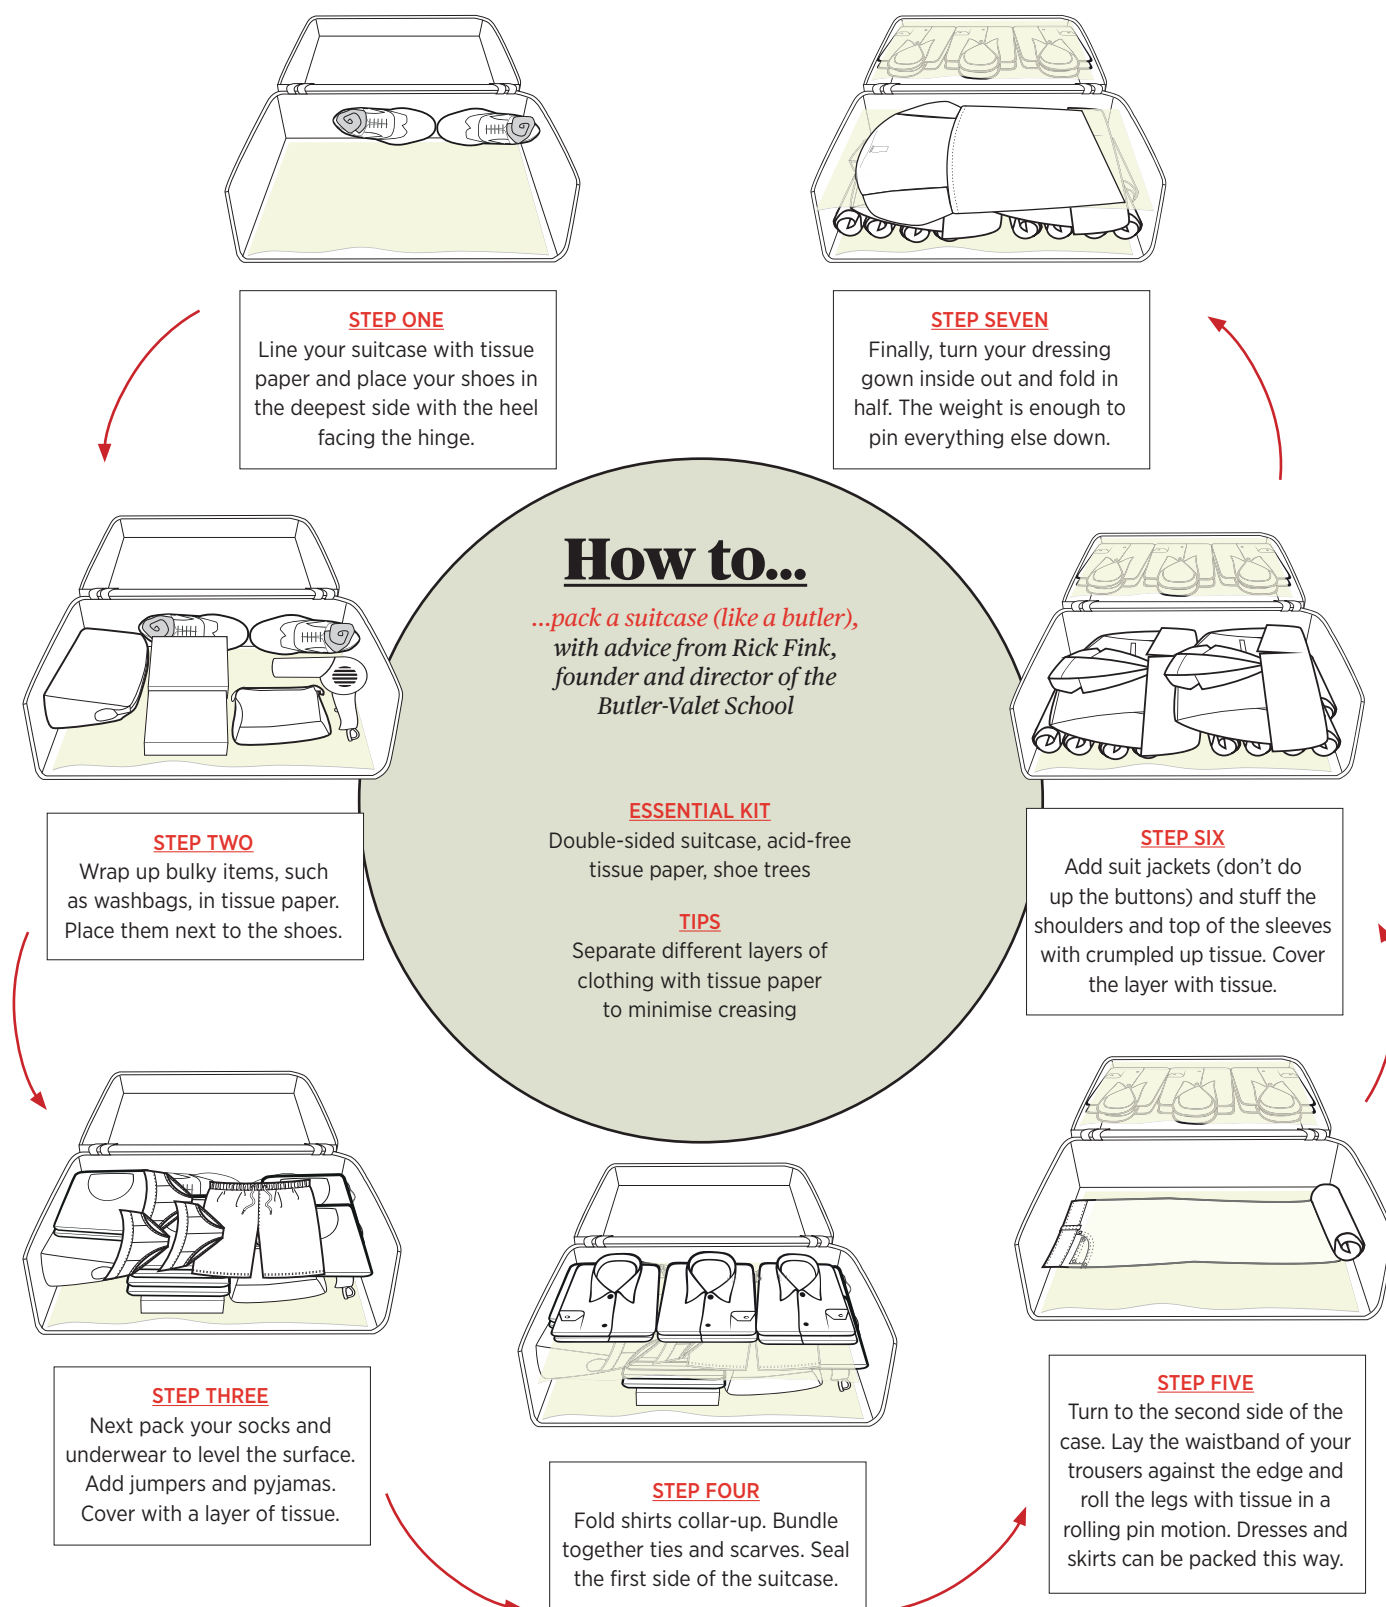 How to...
...pack a suitcase (like a butler),
with advice from Rick Fink,
founder and director of the
Butler-Valet School
ESSENTIAL KIT
Double-sided suitcase, acid-free
tissue paper, shoe trees
TIPS
Separate different layers of
clothing with tissue paper
to minimise creasing
STEP ONE
Line your suitcase with tissue
paper and place your shoes in
the deepest side with the heel
facing the hinge.
STEP TWO
Wrap up bulky items, such
as washbags, in tissue paper.
Place them next to the shoes.
STEP THREE
Next pack your socks and
underwear to level the surface.
Add jumpers and pyjamas.
Cover with a layer of tissue.
STEP FOUR
Fold shirts collar-up. Bundle
together ties and scarves. Seal
the first side of the suitcase.
STEP FIVE
Turn to the second side of the
case. Lay the waistband of your
trousers against the edge and
roll the legs with tissue in a
rolling pin motion. Dresses and
skirts can be packed this way.
STEP SIX
Add suit jackets (don’t do
up the buttons) and stuff the
shoulders and top of the sleeves
with crumpled up tissue. Cover
the layer with tissue.
STEP SEVEN
Finally, turn your dressing
gown inside out and fold in
half. The weight is enough to
pin everything else down.